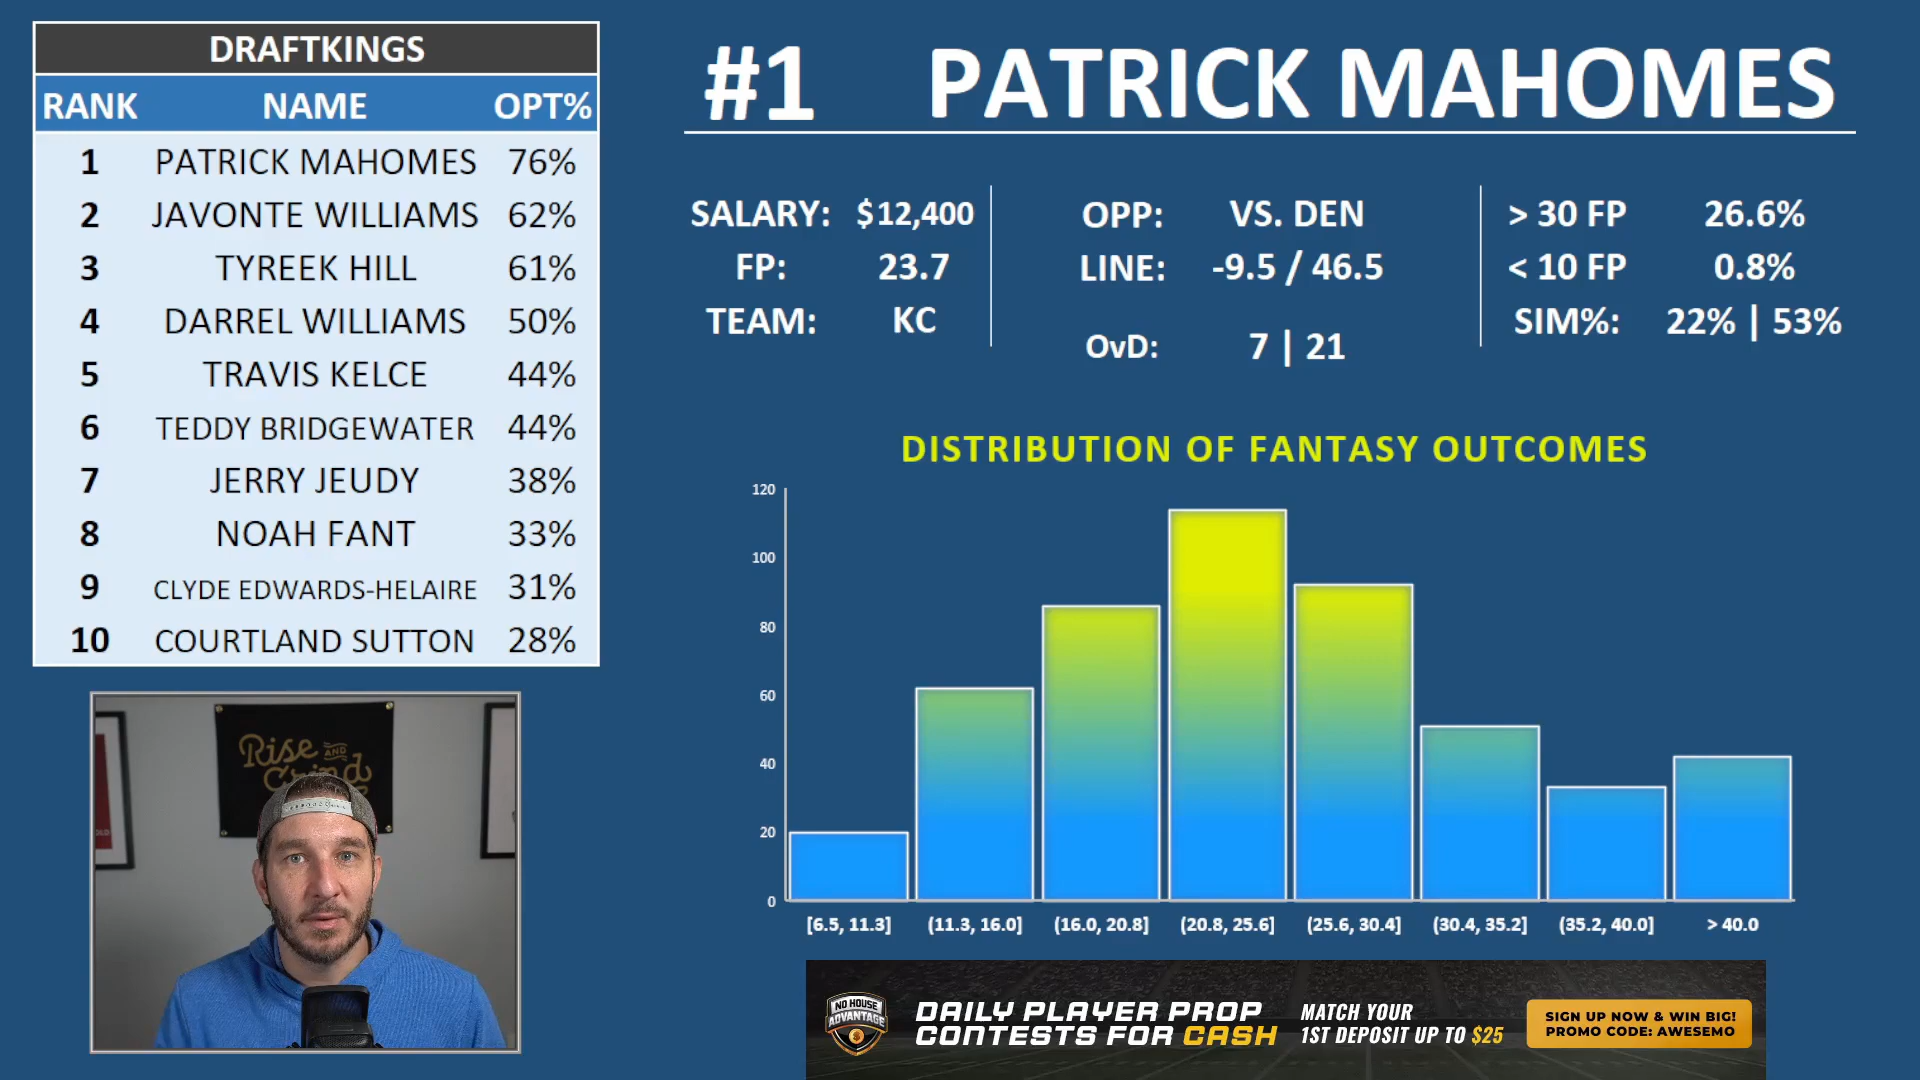 DRAFTKINGS
RANK NAME OPT%
1 PATRICK MAHOMES 76%
2 JAVONTE WILLIAMS 62%
3 TYREEK HILL 61%
4 DARREL WILLIAMS 50%
5 TRAVIS KELCE 44%
6 TEDDY BRIDGEWATER 44%
7 JERRY JEUDY 38%
8 NOAH FANT 33%
9 CLYDE EDWARDS-HELAIRE 31%
10 COURTLAND SUTTON 28%
#1 PATRICK MAHOMES
SALARY: $12,400
FP: 23.7
TEAM: KC
OPP: VS. DEN
LINE: -9.5 / 46.5
OvD: 7 | 21
> 30 FP 26.6%
< 10 FP 0.8%
SIM%: 22% | 53%
DISTRIBUTION OF FANTASY OUTCOMES
120
100
80
60
40
20
0
[6.5, 11.3] (11.3, 16.0] (16.0, 20.8] (20.8, 25.6] (25.6, 30.4] (30.4, 35.2] (35.2, 40.0] > 40.0
Rise AND
Grind
NO HOUSE
ADVANTAGE
DAILY PLAYER PROP
CONTESTS FOR CASH
MATCH YOUR
1ST DEPOSIT UP TO $25
SIGN UP NOW & WIN BIG!
PROMO CODE: AWESEMO